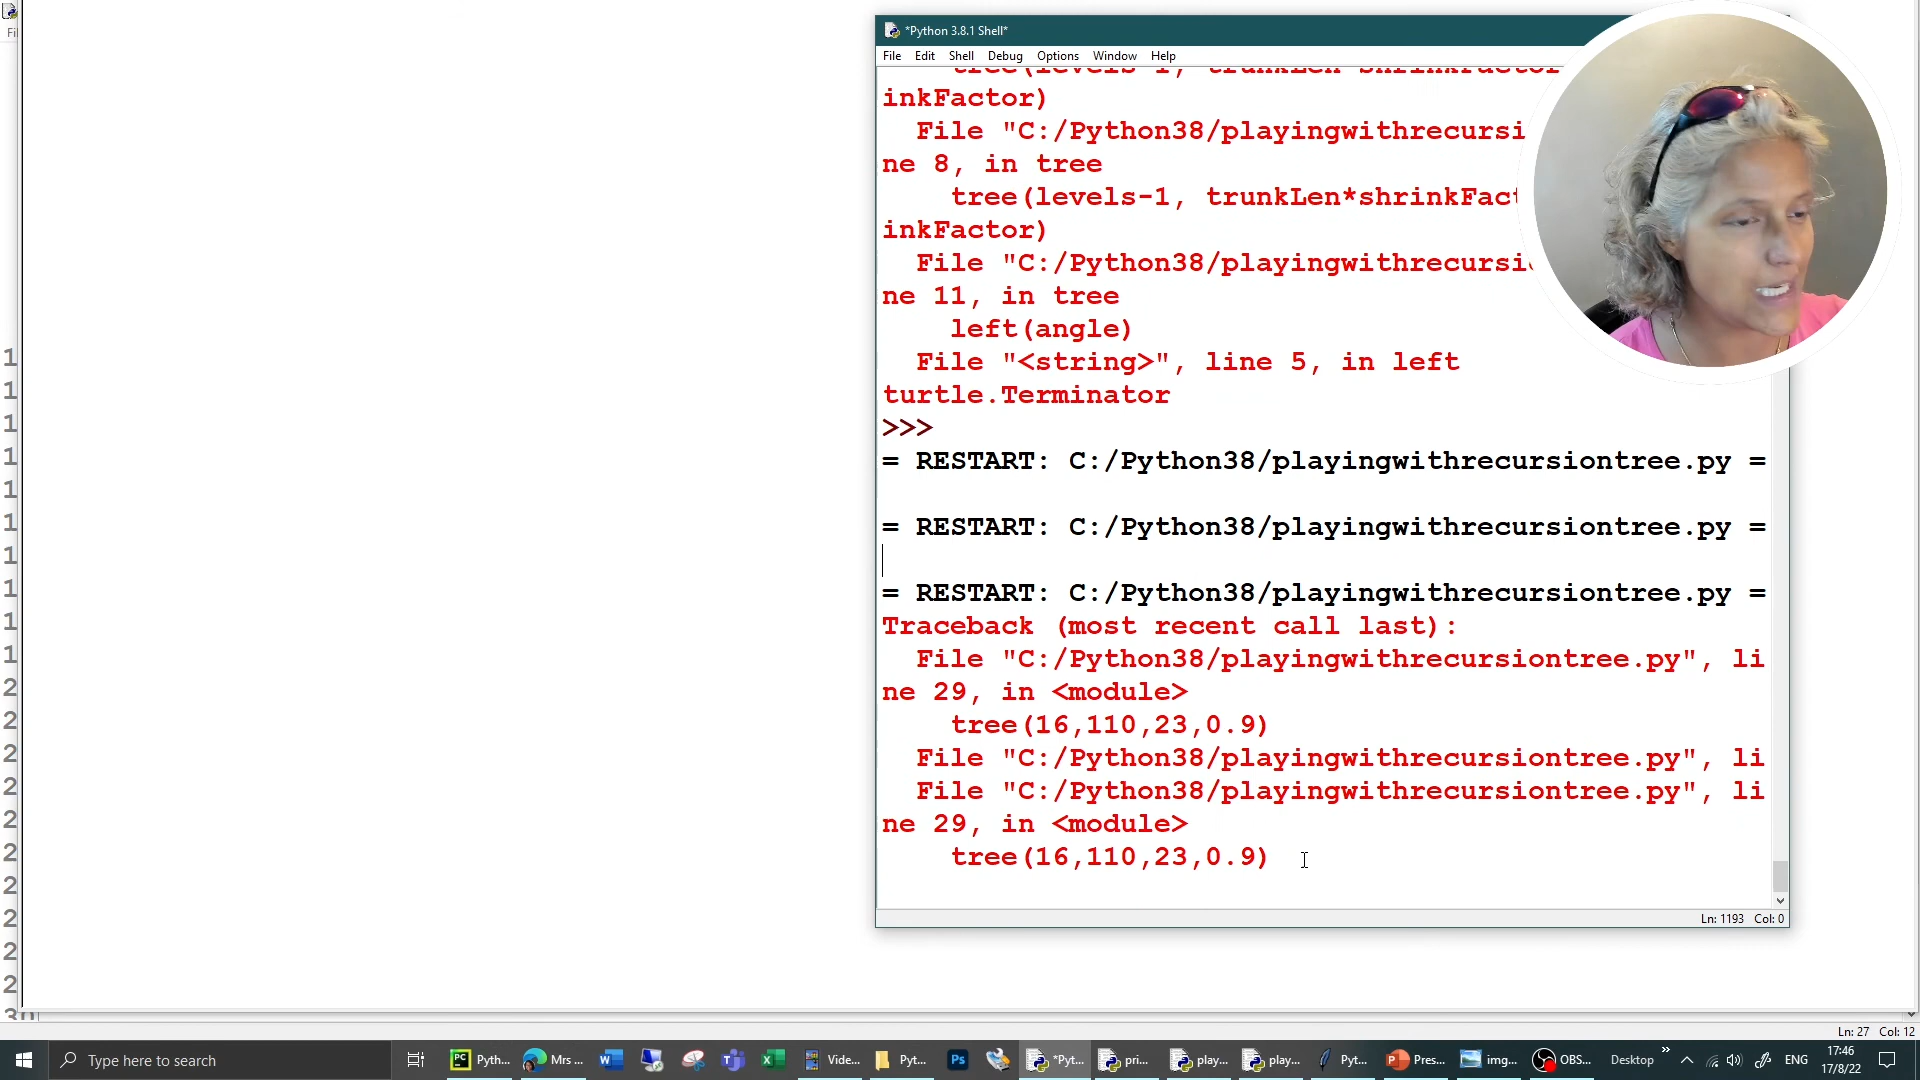 *Python 3.8.1 Shell*
File Edit Shell Debug Options Window Help
inkFactor)
File "C:/Python38/playingwithrecursi
ne 8, in tree
tree(levels-1, trunkLen*shrinkFact
inkFactor)
File "C:/Python38/playingwithrecursi
ne 11, in tree
left(angle)
File "<string>", line 5, in left
turtle.Terminator
>>>
= RESTART: C:/Python38/playingwithrecursiontree.py =
= RESTART: C:/Python38/playingwithrecursiontree.py =
= RESTART: C:/Python38/playingwithrecursiontree.py =
Traceback (most recent call last):
File "C:/Python38/playingwithrecursiontree.py", li
ne 29, in <module>
tree(16,110,23,0.9)
File "C:/Python38/playingwithrecursiontree.py", li
File "C:/Python38/playingwithrecursiontree.py", li
ne 29, in <module>
tree(16,110,23,0.9)
Ln: 1193 Col: 0
Ln: 27 Col: 12
Type here to search
Pyth...
Mrs ...
Vide...
Pyt...
*Pyt...
pri...
play...
play...
Pyt...
Pres...
img...
OBS...
Desktop
ENG
17:46
17/8/22